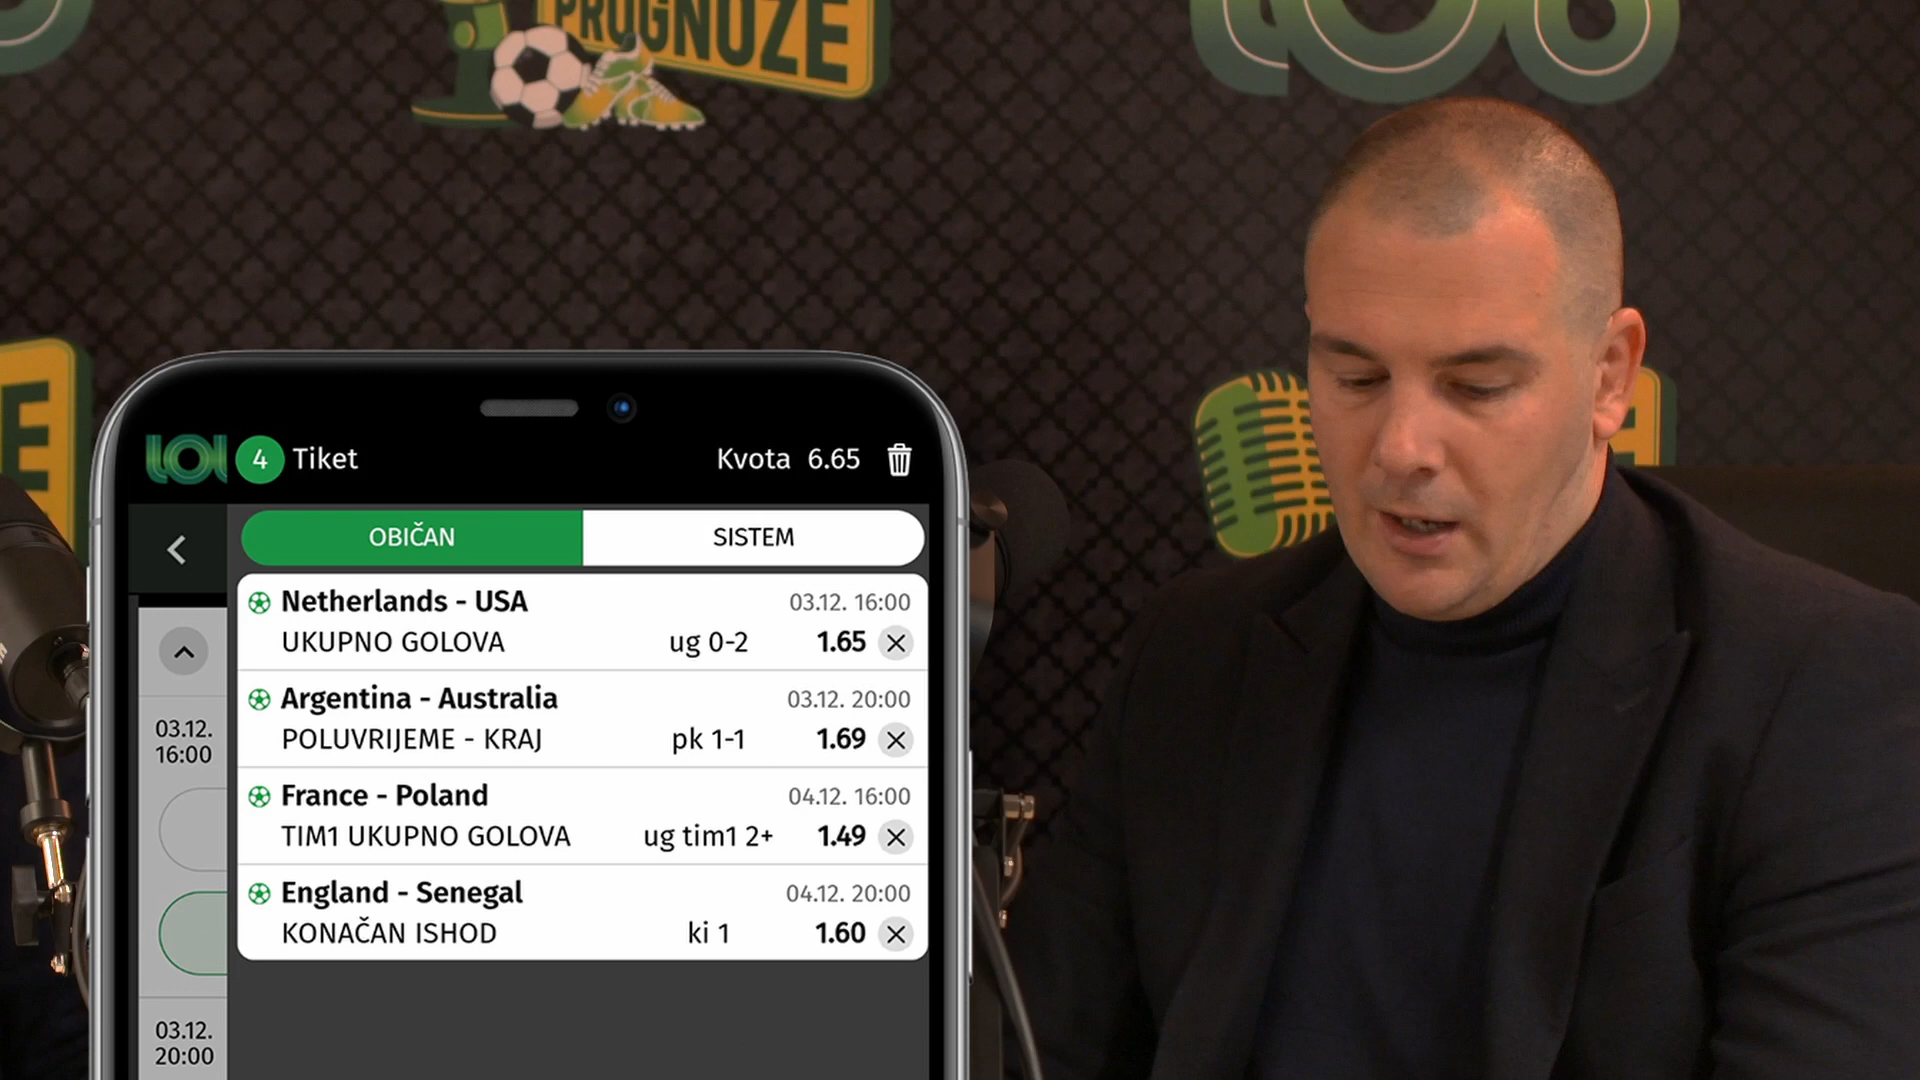 PROGNOZE
lob
4 Tiket
Kvota 6.65
OBIČAN
SISTEM
Netherlands - USA
03.12. 16:00
UKUPNO GOLOVA
ug 0-2
1.65
Argentina - Australia
03.12. 20:00
POLUVRIJEME - KRAJ
pk 1-1
1.69
France - Poland
04.12. 16:00
TIM1 UKUPNO GOLOVA
ug tim1 2+
1.49
England - Senegal
04.12. 20:00
KONAČAN ISHOD
ki 1
1.60
03.12.
16:00
03.12.
20:00